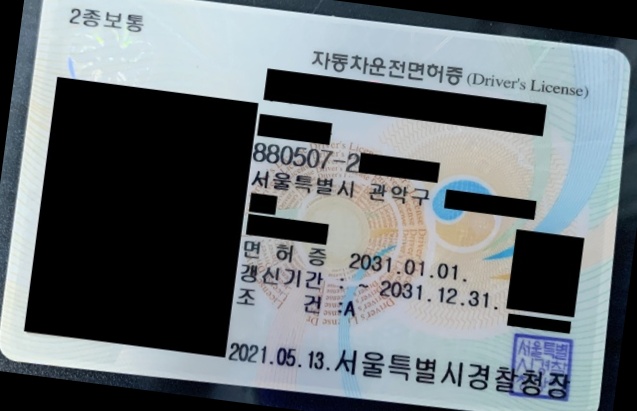 2종보통
자동차운전면허증 (Driver's License)
880507-2
서울특별시 관악구
면 허 증 2031.01.01.
갱신기간 : ~ 2031.12.31.
조 건 :A
2021.05.13. 서울특별시경찰청장